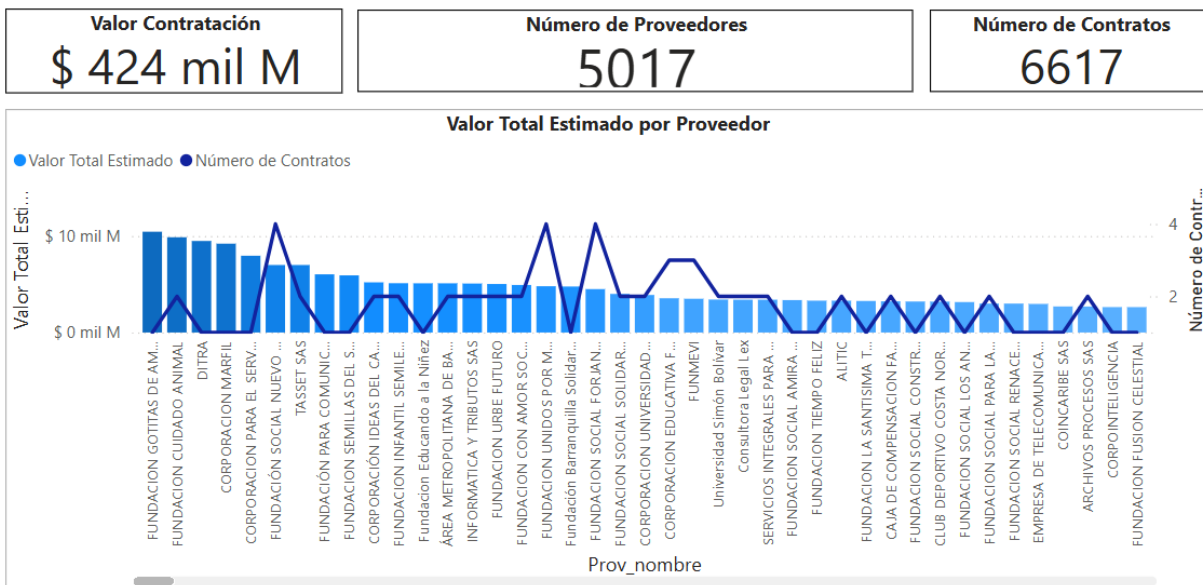 Valor Contratación
$ 424 mil M
Número de Proveedores
5017
Número de Contratos
6617
Valor Total Estimado por Proveedor
Valor Total Estimado
Número de Contratos
Valor Total Esti...
$ 10 mil M
$ 0 mil M
4
2
Número de Contr...
FUNDACION GOTITAS DE AM...
FUNDACION CUIDADO ANIMAL
DITRA
CORPORACION MARFIL
CORPORACION PARA EL SERV...
FUNDACIÓN SOCIAL NUEVO ...
TASSET SAS
FUNDACIÓN PARA COMUNIC...
FUNDACION SEMILLAS DEL S...
CORPORACIÓN IDEAS DEL CA...
FUNDACION INFANTIL SEMILE...
Fundacion Educando a la Niñez
ÁREA METROPOLITANA DE BA...
INFORMATICA Y TRIBUTOS SAS
FUNDACION URBE FUTURO
FUNDACION CON AMOR SOC...
FUNDACION UNIDOS POR M...
Fundación Barranquilla Solidar...
FUNDACION SOCIAL FORJAN...
FUNDACION SOCIAL SOLIDAR...
CORPORACION UNIVERSIDAD...
CORPORACION EDUCATIVA F...
FUNMEVI
Universidad Simón Bolívar
Consultora Legal Lex
SERVICIOS INTEGRALES PARA ...
FUNDACION SOCIAL AMIRA ...
FUNDACION TIEMPO FELIZ
ALITIC
FUNDACION LA SANTISIMA T...
CAJA DE COMPENSACION FA...
FUNDACION SOCIAL CONSTR...
CLUB DEPORTIVO COSTA NOR...
FUNDACION SOCIAL LOS AN...
FUNDACION SOCIAL PARA LA...
FUNDACION SOCIAL RENACE...
EMPRESA DE TELECOMUNICA...
COINCARIBE SAS
ARCHIVOS PROCESOS SAS
CORPOINTELIGENCIA
FUNDACION FUSION CELESTIAL
Prov_nombre